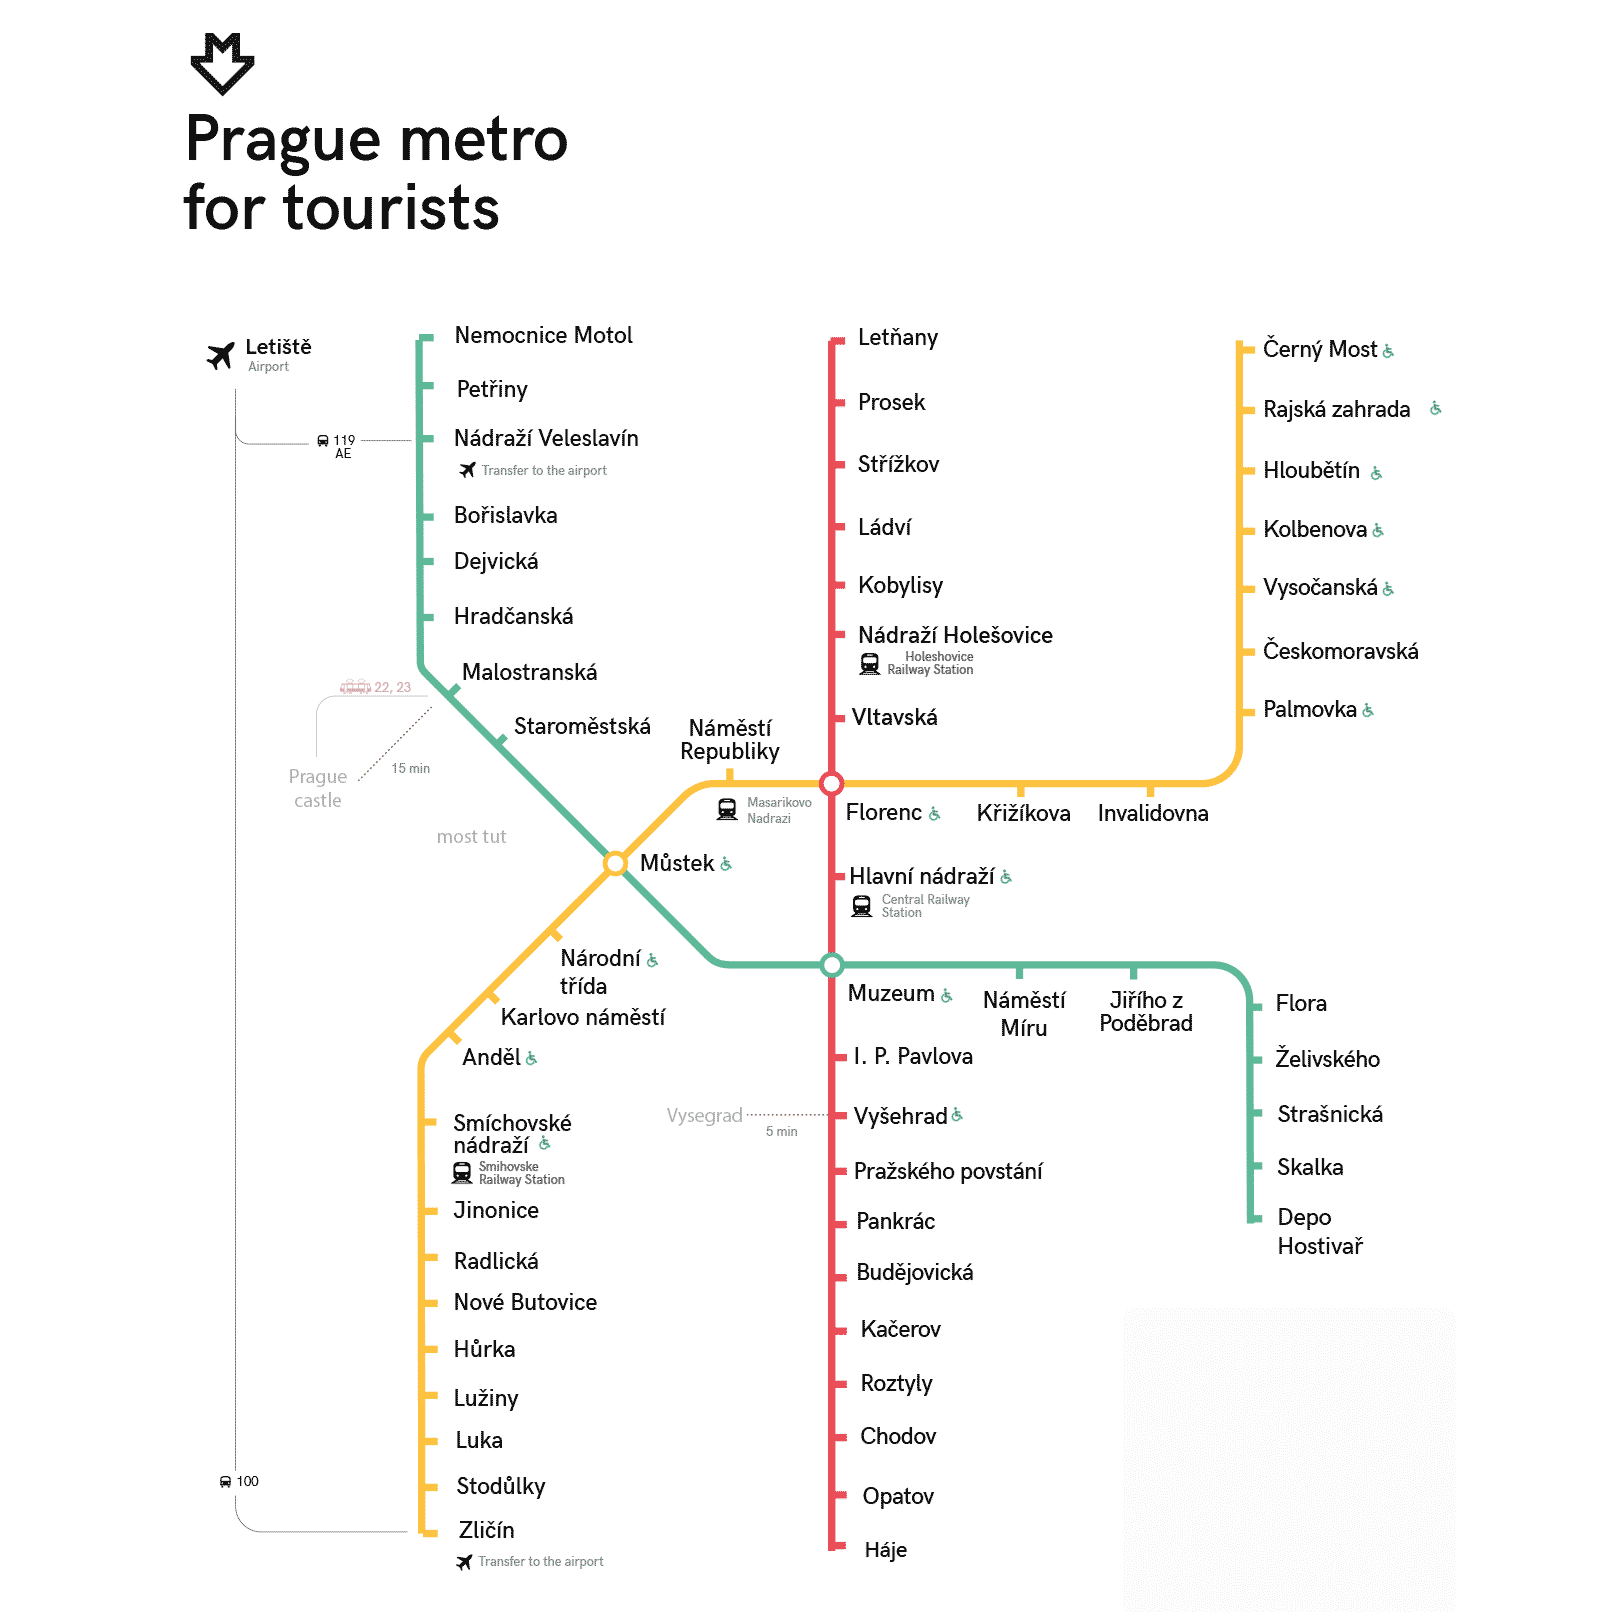 Prague metro
for tourists
Letiště
Airport
119
AE
22, 23
Prague
castle
15 min
most tut
100
Nemocnice Motol
Petřiny
Nádraží Veleslavín
Transfer to the airport
Bořislavka
Dejvická
Hradčanská
Malostranská
Staroměstská
Náměstí
Republiky
Masarikovo
Nadrazi
Můstek
Národní
třída
Karlovo náměstí
Anděl
Smíchovské
nádraží
Smihovske
Railway Station
Jinonice
Radlická
Nové Butovice
Hůrka
Lužiny
Luka
Stodůlky
Zličín
Transfer to the airport
Letňany
Prosek
Střížkov
Ládví
Kobylisy
Nádraží Holešovice
Holeshovice
Railway Station
Vltavská
Florenc
Křižíkova
Invalidovna
Hlavní nádraží
Central Railway
Station
Muzeum
Náměstí
Míru
Jiřího z
Poděbrad
I. P. Pavlova
Vysegrad
5 min
Vyšehrad
Pražského povstání
Pankrác
Budějovická
Kačerov
Roztyly
Chodov
Opatov
Háje
Černý Most
Rajská zahrada
Hloubětín
Kolbenova
Vysočanská
Českomoravská
Palmovka
Flora
Želivského
Strašnická
Skalka
Depo
Hostivař